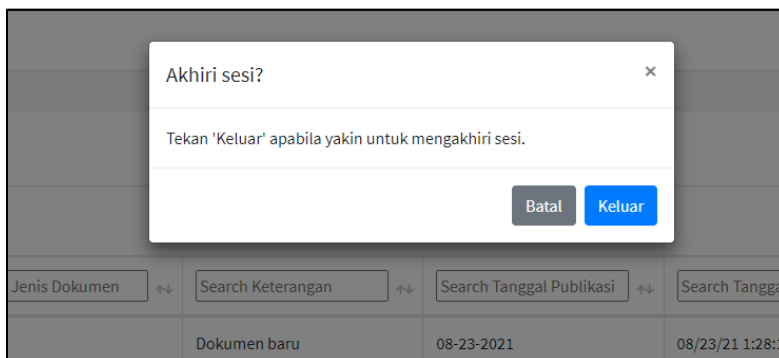 Akhiri sesi? ×
Tekan 'Keluar' apabila yakin untuk mengakhiri sesi.
Batal Keluar
Jenis Dokumen Search Keterangan Search Tanggal Publikasi Search Tangga
Dokumen baru 08-23-2021 08/23/21 1:28: